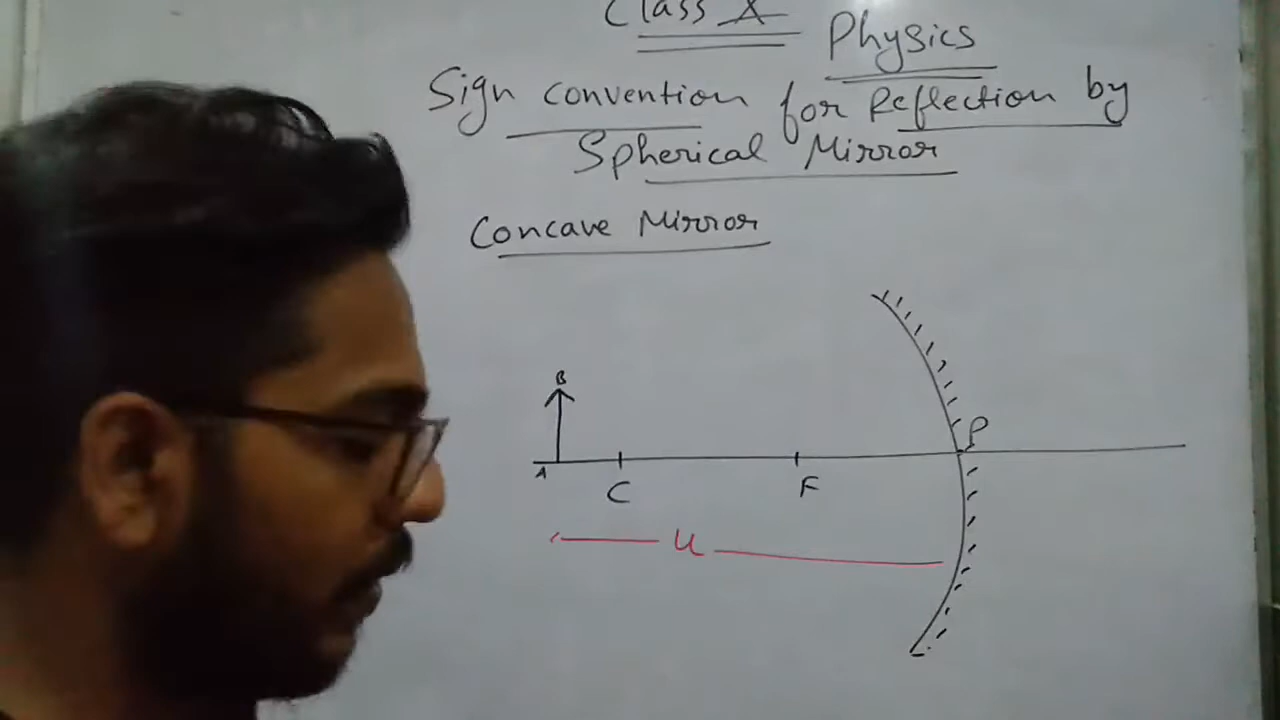 Class X
Physics
Sign convention for Reflection by
Spherical Mirror
Concave Mirror
B
P
A
C
F
u